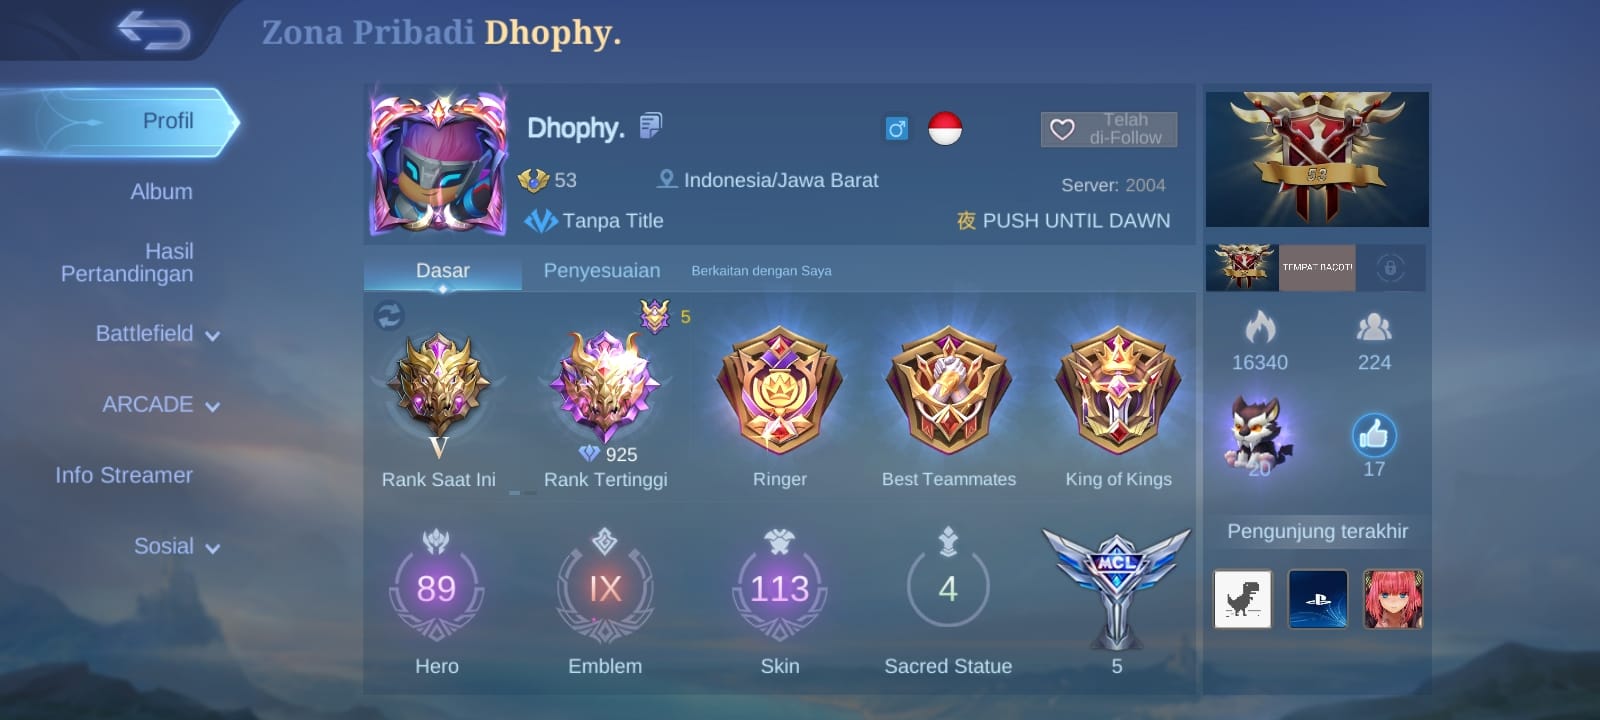 Zona Pribadi Dhophy.
Profil
Album
Hasil
Pertandingan
Battlefield
ARCADE
Info Streamer
Sosial
Dhophy.
Telah
di-Follow
53
Indonesia/Jawa Barat
Server: 2004
Tanpa Title
夜 PUSH UNTIL DAWN
Dasar
Penyesuaian
Berkaitan dengan Saya
5
V
925
Rank Saat Ini
Rank Tertinggi
Ringer
Best Teammates
King of Kings
89
IX
113
4
MCL
Hero
Emblem
Skin
Sacred Statue
5
53
TEMPAT BACOT!
16340
224
20
17
Pengunjung terakhir